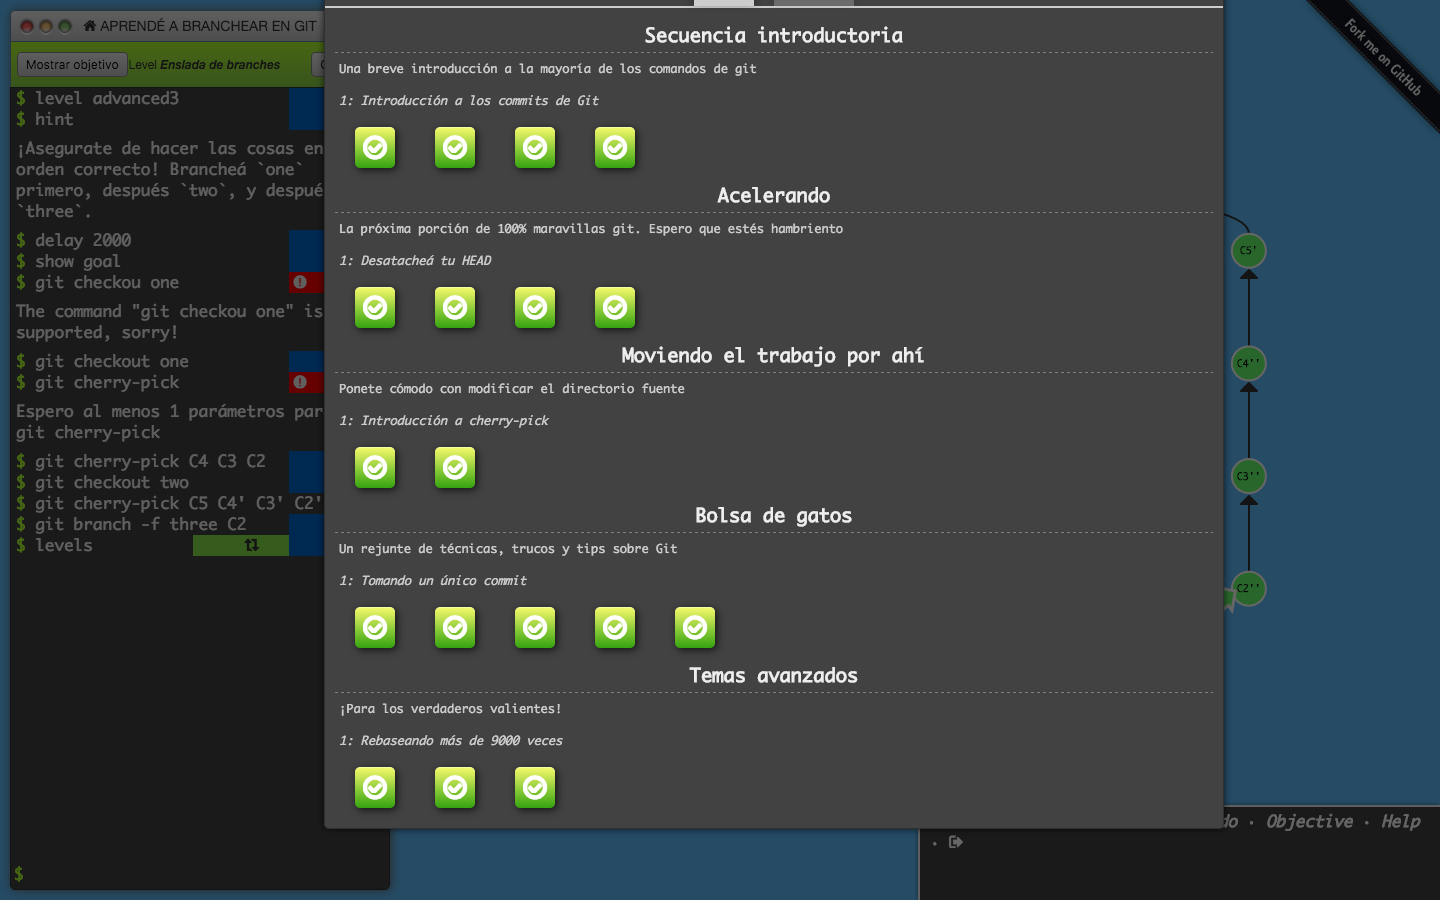 APRENDÉ A BRANCHEAR EN GIT
Mostrar objetivo
Level Enslada de branches
$ level advanced3
$ hint
¡Asegurate de hacer las cosas en
orden correcto! Brancheá `one`
primero, después `two`, y despué
`three`.
$ delay 2000
$ show goal
$ git checkou one
The command "git checkou one" is
supported, sorry!
$ git checkout one
$ git cherry-pick
Espero al menos 1 parámetros par
git cherry-pick
$ git cherry-pick C4 C3 C2
$ git checkout two
$ git cherry-pick C5 C4' C3' C2'
$ git branch -f three C2
$ levels
$
Secuencia introductoria
Una breve introducción a la mayoría de los comandos de git
1: Introducción a los commits de Git
Acelerando
La próxima porción de 100% maravillas git. Espero que estés hambriento
1: Desatacheá tu HEAD
Moviendo el trabajo por ahí
Ponete cómodo con modificar el directorio fuente
1: Introducción a cherry-pick
Bolsa de gatos
Un rejunte de técnicas, trucos y tips sobre Git
1: Tomando un único commit
Temas avanzados
¡Para los verdaderos valientes!
1: Rebaseando más de 9000 veces
Fork me on GitHub
C5'
C4''
C3''
C2''
do · Objective · Help